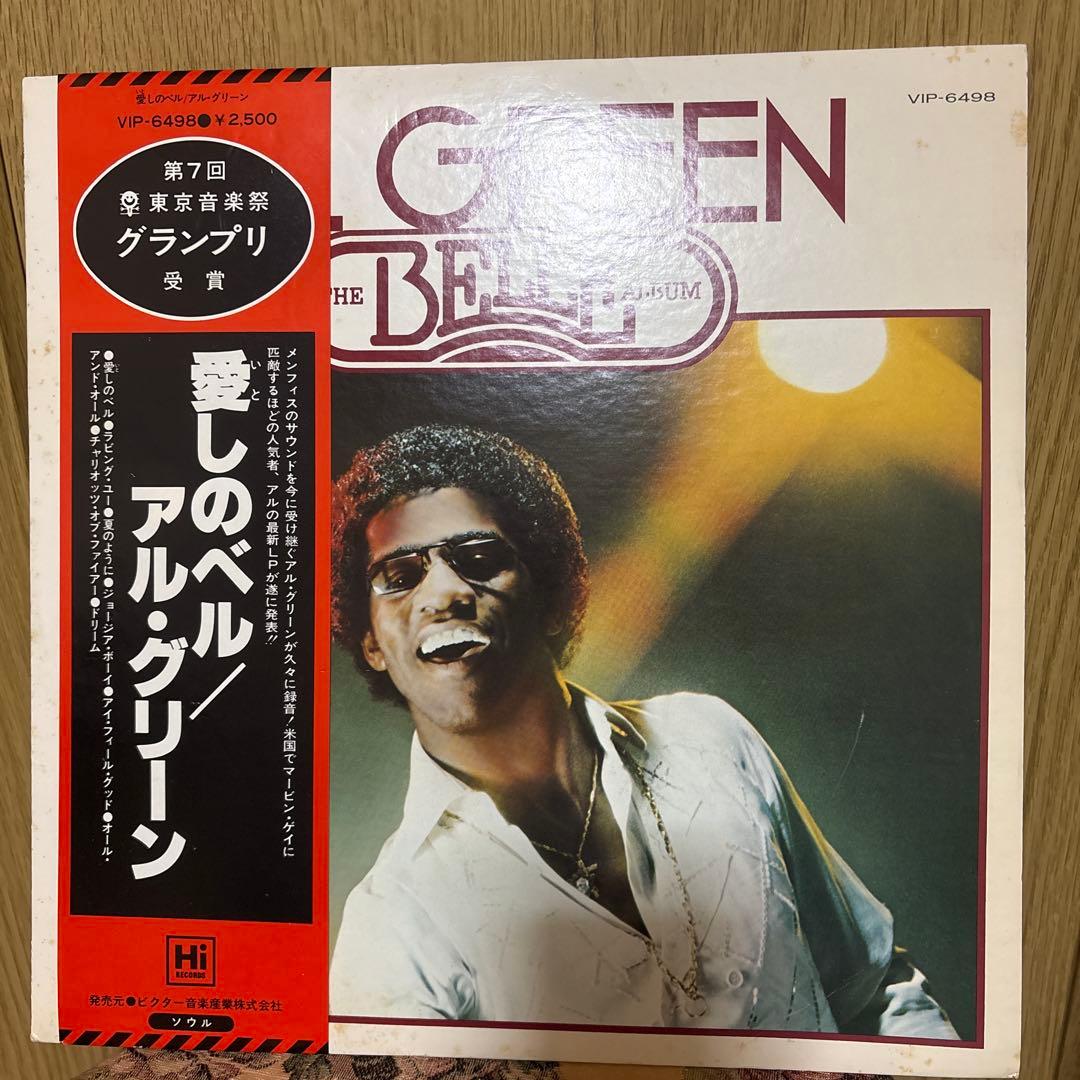 愛しのベル/アル・グリーン
VIP-6498●¥2,500
第7回
東京音楽祭
グランプリ
受賞
メンフィスのサウンドを今に受け継ぐアル・グリーンが久々に録音!米国でマービン・ゲイに
匹敵するほどの人気者、アルの最新LPが遂に発表!!
愛しのベル/
いと
アル・グリーン
●愛しのベル●ラビング・ユー●夏のように●ジョージア・ボーイ●アイ・フィール・グッド●オール・
アンド・オール●チャリオッツ・オブ・ファイアー●ドリーム
Hi
RECORDS
発売元●ビクター音楽産業株式会社
ソウル
VIP-6498
GREEN
THE BELLE ALBUM